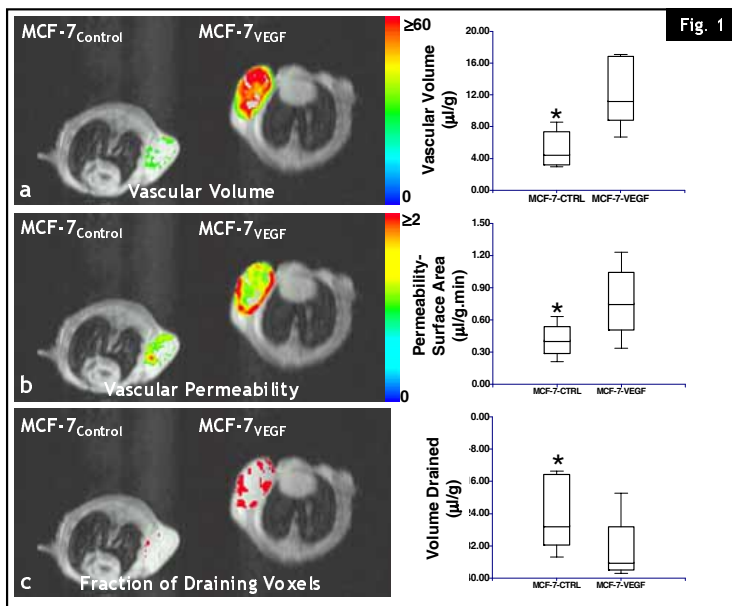 Fig. 1
MCF-7Control
MCF-7VEGF
≥60
0
a
Vascular Volume
Vascular Volume
(µl/g)
20.00
16.00
12.00
8.00
4.00
0.00
*
MCF-7-CTRL
MCF-7-VEGF
MCF-7Control
MCF-7VEGF
≥2
0
b
Vascular Permeability
Permeability-
Surface Area
(µl/g.min)
1.50
1.20
0.90
0.60
0.30
0.00
*
MCF-7-CTRL
MCF-7-VEGF
MCF-7Control
MCF-7VEGF
c
Fraction of Draining Voxels
Volume Drained
(µl/g)
*
MCF-7-CTRL
MCF-7-VEGF